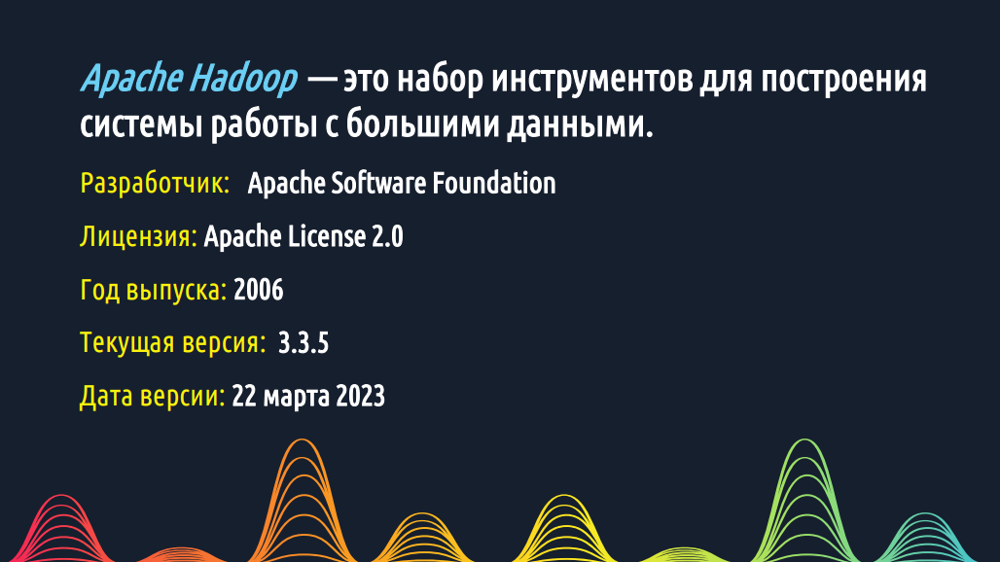 Apache Hadoop — это набор инструментов для построения
системы работы с большими данными.
Разработчик: Apache Software Foundation
Лицензия: Apache License 2.0
Год выпуска: 2006
Текущая версия: 3.3.5
Дата версии: 22 марта 2023